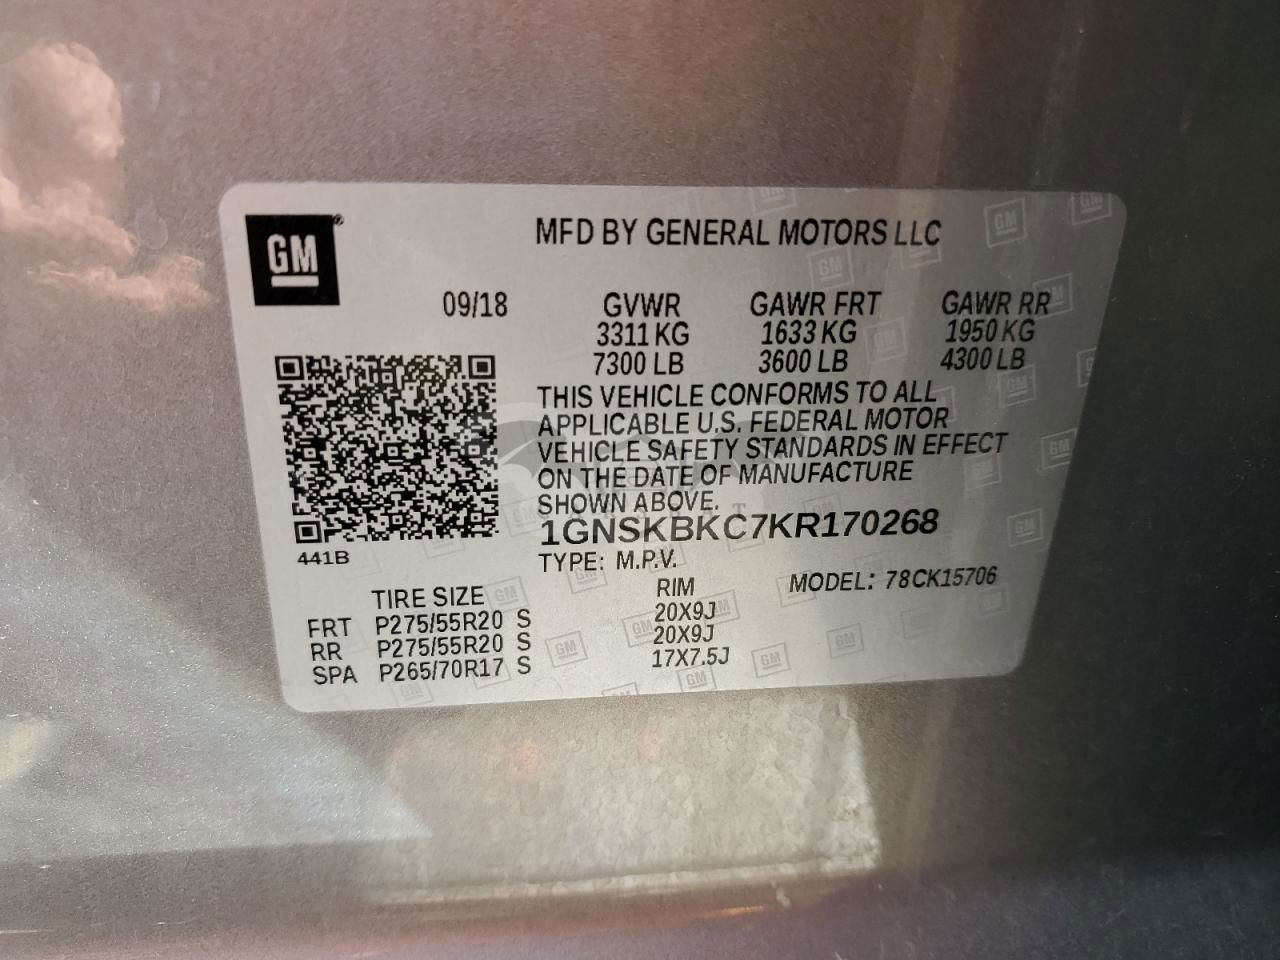 GM®
MFD BY GENERAL MOTORS LLC
09/18 GVWR GAWR FRT GAWR RR
3311 KG 1633 KG 1950 KG
7300 LB 3600 LB 4300 LB
THIS VEHICLE CONFORMS TO ALL
APPLICABLE U.S. FEDERAL MOTOR
VEHICLE SAFETY STANDARDS IN EFFECT
ON THE DATE OF MANUFACTURE
SHOWN ABOVE.
1GNSKBKC7KR170268
441B
TYPE: M.P.V.
MODEL: 78CK15706
TIRE SIZE RIM
FRT P275/55R20 S 20X9J
RR P275/55R20 S 20X9J
SPA P265/70R17 S 17X7.5J